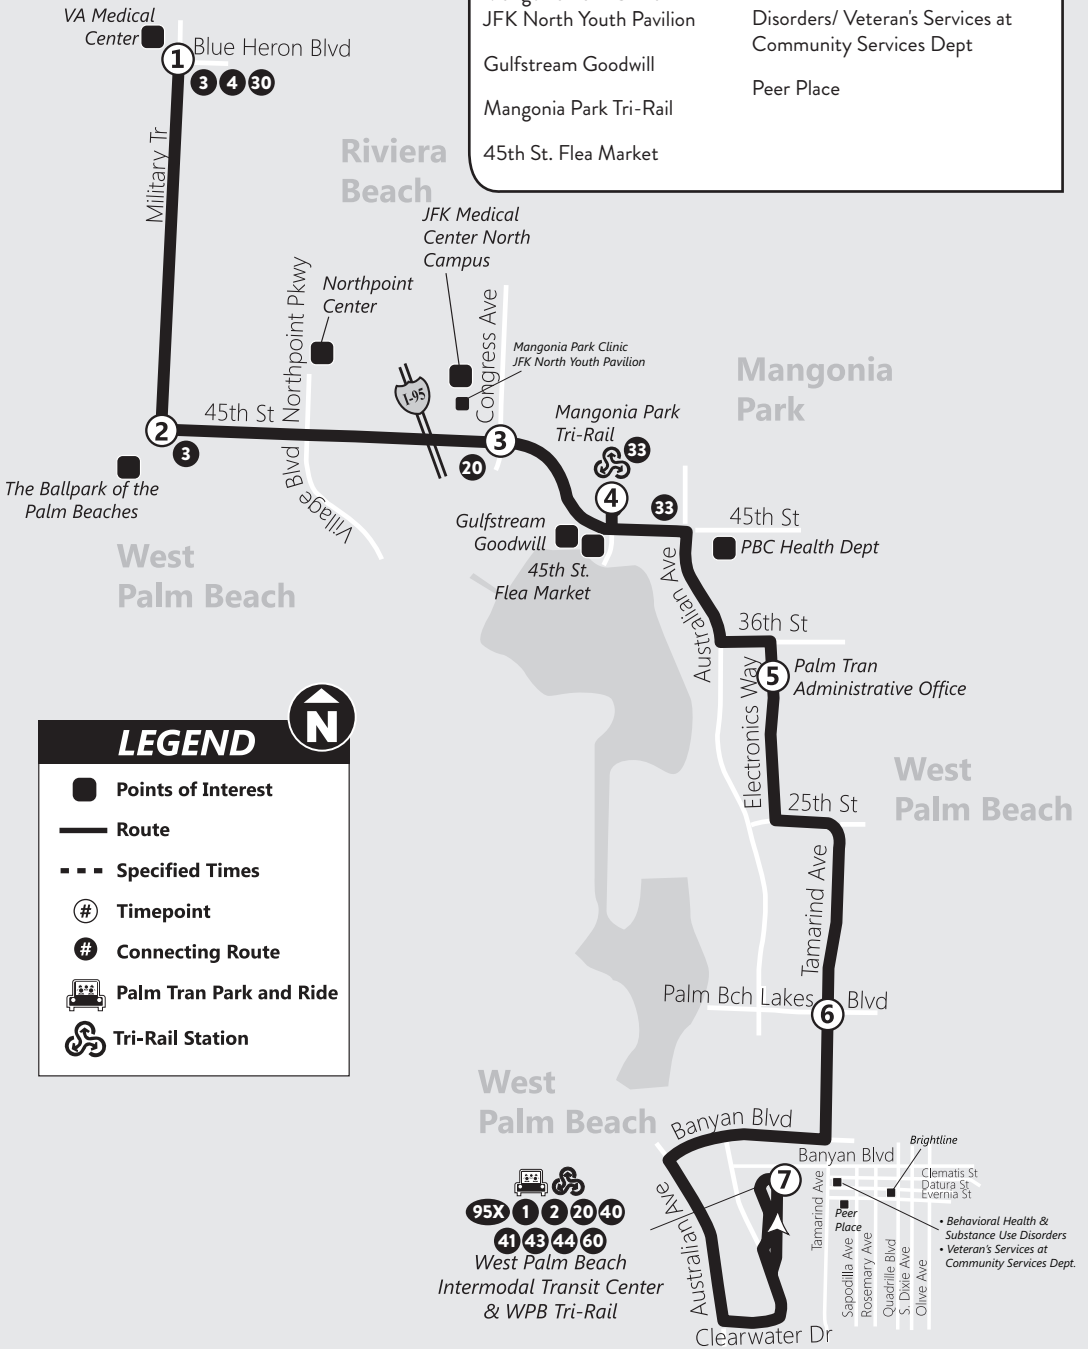 JFK North Youth Pavilion
Gulfstream Goodwill
Mangonia Park Tri-Rail
45th St. Flea Market
Disorders/ Veteran's Services at
Community Services Dept
Peer Place
VA Medical
Center
1
Blue Heron Blvd
3 4 30
Military Tr
Riviera
Beach
JFK Medical
Center North
Campus
Northpoint
Center
Northpoint Pkwy
Congress Ave
Mangonia Park Clinic
JFK North Youth Pavilion
I-95
Mangonia
Park
Mangonia Park
Tri-Rail
33
45th St
2
3
3
20
4
33
45th St
The Ballpark of the
Palm Beaches
Village Blvd
Gulfstream
Goodwill
45th St.
Flea Market
PBC Health Dept
West
Palm Beach
Australian Ave
36th St
5
Palm Tran
Administrative Office
Electronics Way
N
LEGEND
Points of Interest
Route
Specified Times
# Timepoint
# Connecting Route
Palm Tran Park and Ride
Tri-Rail Station
West
Palm Beach
25th St
Tamarind Ave
Palm Bch Lakes Blvd
6
West
Palm Beach
Banyan Blvd
Banyan Blvd
Brightline
7
Clematis St
Datura St
Evernia St
95X 1 2 20 40
41 43 44 60
West Palm Beach
Intermodal Transit Center
& WPB Tri-Rail
Australian Ave
Tamarind Ave
Peer
Place
Sapodilla Ave
Rosemary Ave
Quadrille Blvd
S. Dixie Ave
Olive Ave
• Behavioral Health &
Substance Use Disorders
• Veteran's Services at
Community Services Dept.
Clearwater Dr